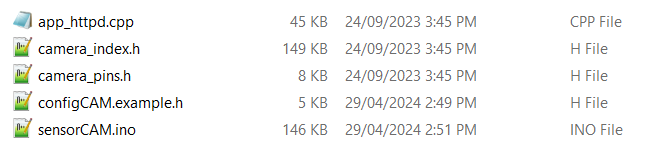 app_httpd.cpp 45 KB 24/09/2023 3:45 PM CPP File
camera_index.h 149 KB 24/09/2023 3:45 PM H File
camera_pins.h 8 KB 24/09/2023 3:45 PM H File
configCAM.example.h 5 KB 29/04/2024 2:49 PM H File
sensorCAM.ino 146 KB 29/04/2024 2:51 PM INO File